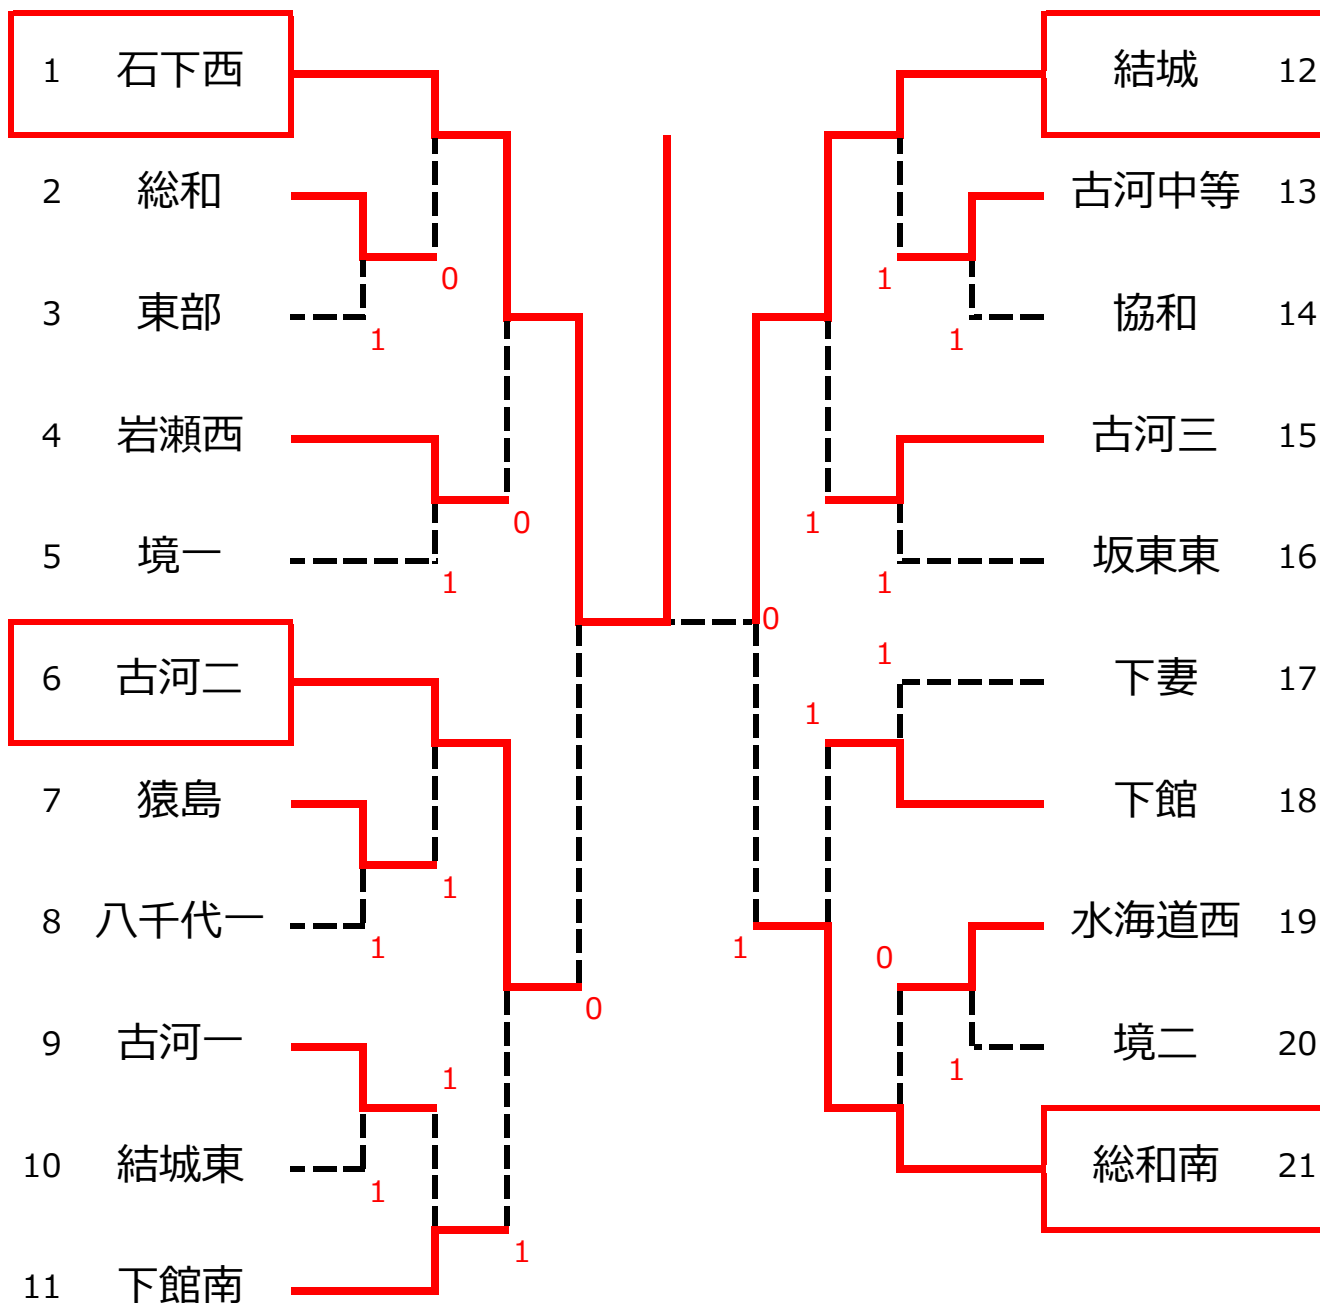 1 石下西
2 総和
0
3 東部
1
4 岩瀬西
0
5 境一
1
6 古河二
7 猿島
1
8 八千代一
1
0
9 古河一
1
10 結城東
1
1
11 下館南
結城 12
古河中等 13
1
協和 14
1
古河三 15
1
坂東東 16
1
0
1
下妻 17
1
下館 18
水海道西 19
1
0
境二 20
1
総和南 21